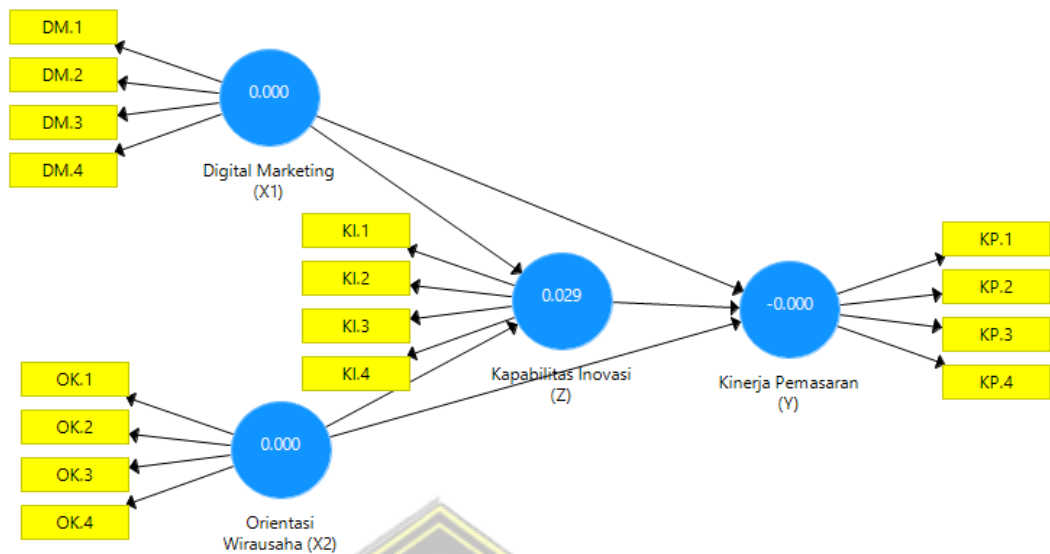 DM.1
DM.2
DM.3
DM.4
0.000
Digital Marketing
(X1)
KI.1
KI.2
KI.3
KI.4
0.029
Kapabilitas Inovasi
(Z)
-0.000
Kinerja Pemasaran
(Y)
KP.1
KP.2
KP.3
KP.4
OK.1
OK.2
OK.3
OK.4
0.000
Orientasi
Wirausaha (X2)